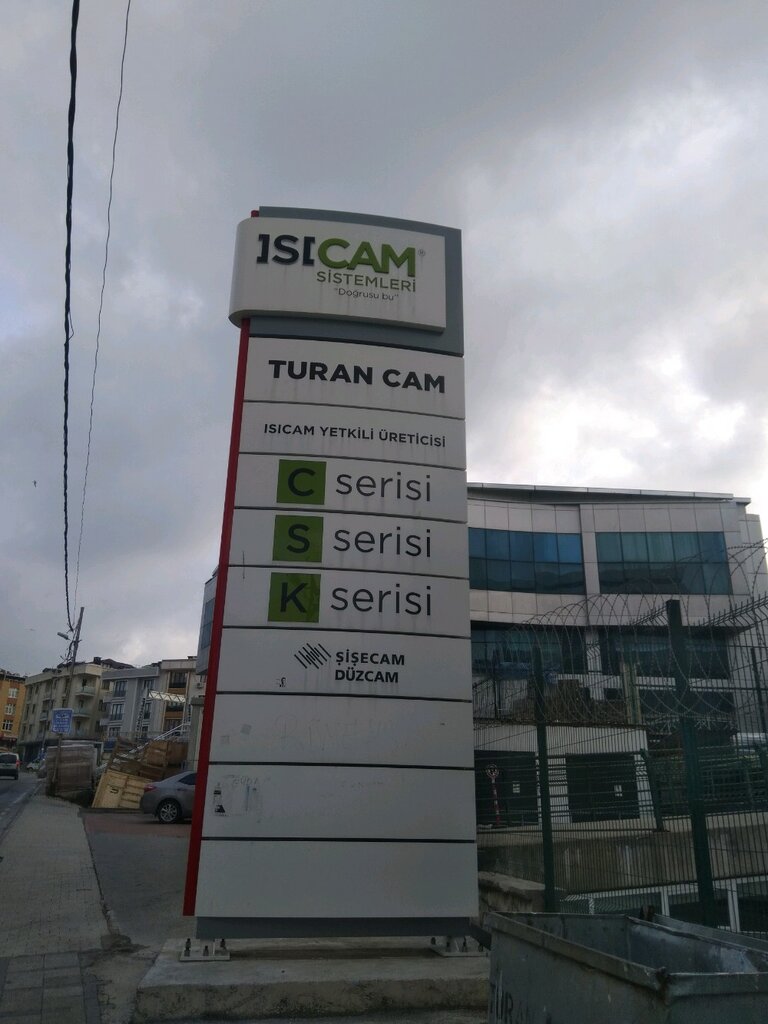 ISICAM®
SİSTEMLERİ
"Doğrusu bu"
TURAN CAM
ISICAM YETKİLİ ÜRETİCİSİ
C serisi
S serisi
K serisi
ŞİŞECAM
DÜZCAM